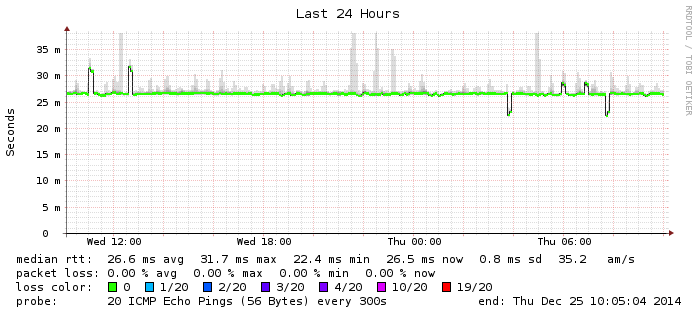 Last 24 Hours
RRDTOOL / TOBI OETIKER
Seconds
35 m
30 m
25 m
20 m
15 m
10 m
5 m
0
Wed 12:00 Wed 18:00 Thu 00:00 Thu 06:00
median rtt: 26.6 ms avg 31.7 ms max 22.4 ms min 26.5 ms now 0.8 ms sd 35.2 am/s
packet loss: 0.00 % avg 0.00 % max 0.00 % min 0.00 % now
loss color: 0 1/20 2/20 3/20 4/20 10/20 19/20
probe: 20 ICMP Echo Pings (56 Bytes) every 300s end: Thu Dec 25 10:05:04 2014